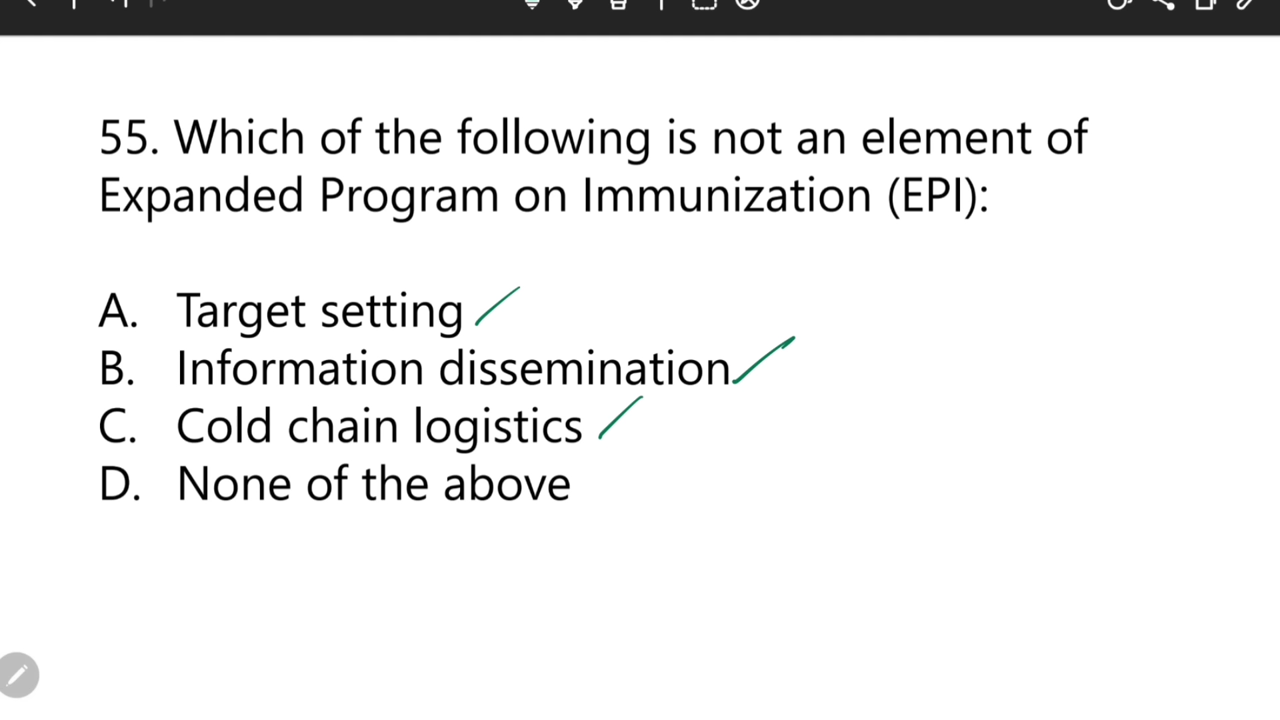 55. Which of the following is not an element of
Expanded Program on Immunization (EPI):
A. Target setting
B. Information dissemination
C. Cold chain logistics
D. None of the above